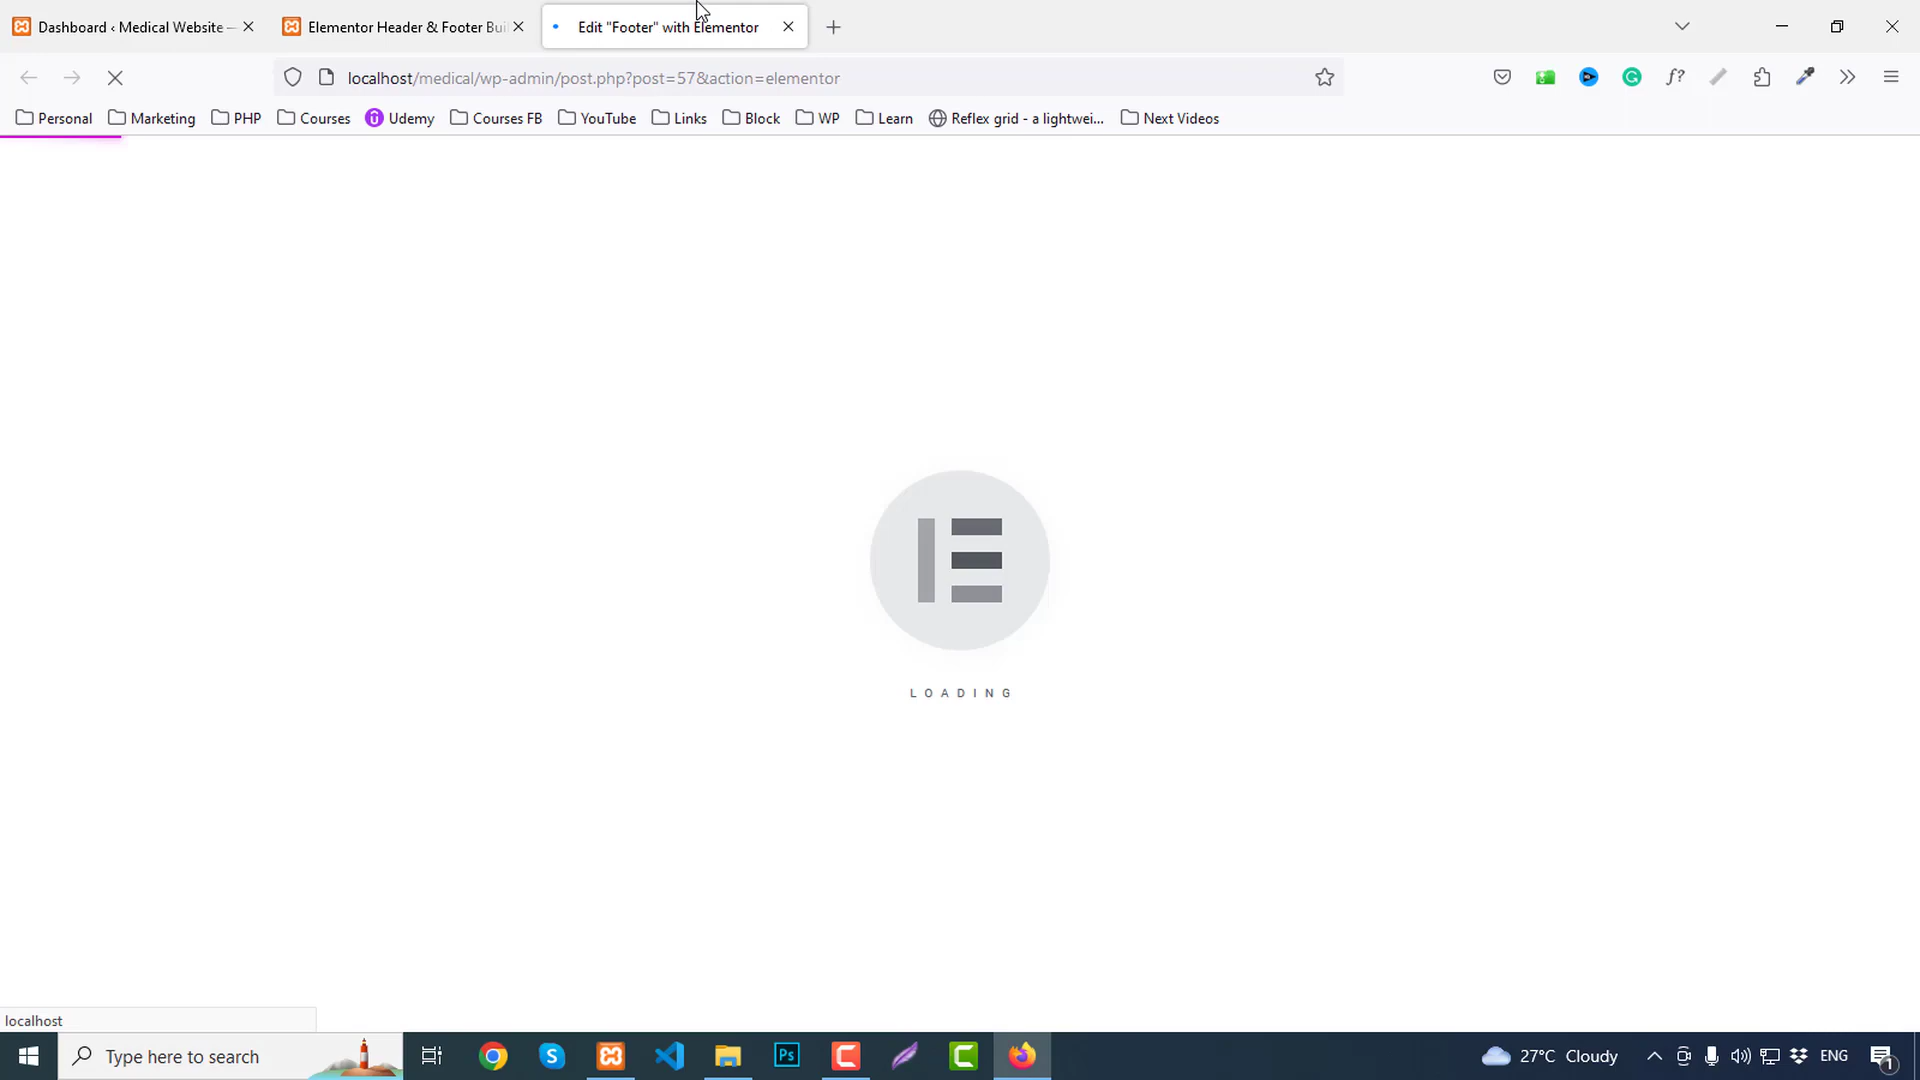 Dashboard ‹ Medical Website —
Elementor Header & Footer Bui
Edit "Footer" with Elementor
localhost/medical/wp-admin/post.php?post=57&action=elementor
Personal
Marketing
PHP
Courses
Udemy
Courses FB
YouTube
Links
Block
WP
Learn
Reflex grid - a lightwei...
Next Videos
LOADING
localhost
Type here to search
Ps
27°C Cloudy
ENG
1